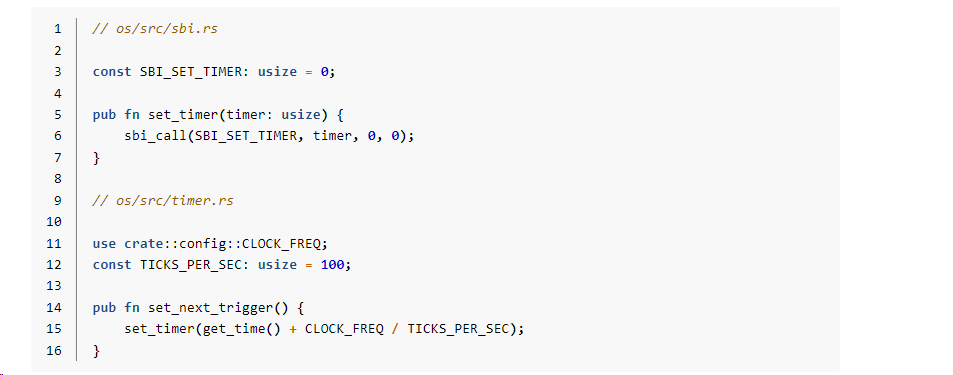 1 // os/src/sbi.rs
2
3 const SBI_SET_TIMER: usize = 0;
4
5 pub fn set_timer(timer: usize) {
6     sbi_call(SBI_SET_TIMER, timer, 0, 0);
7 }
8
9 // os/src/timer.rs
10
11 use crate::config::CLOCK_FREQ;
12 const TICKS_PER_SEC: usize = 100;
13
14 pub fn set_next_trigger() {
15     set_timer(get_time() + CLOCK_FREQ / TICKS_PER_SEC);
16 }